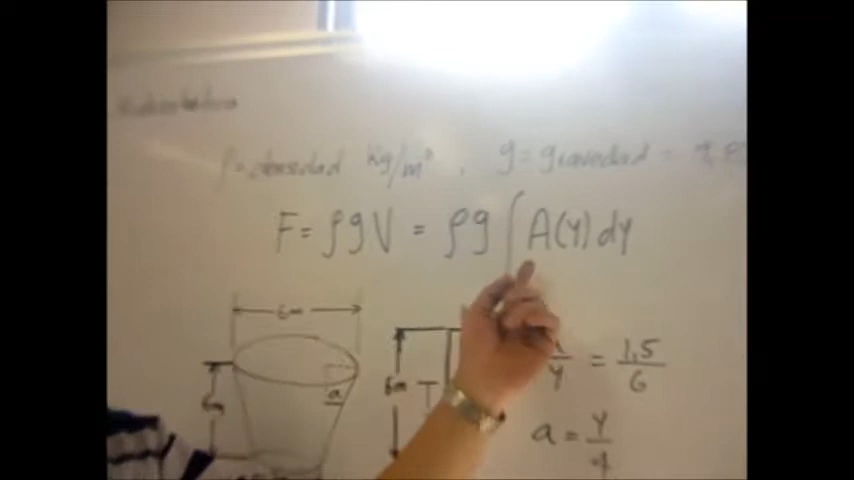 ρ = densidad Kg/m³, g = gravedad =
F = ρgV = ρg ∫ A(y) dy
6m
6m
a
6m
y = 1,5/6
a = y/4